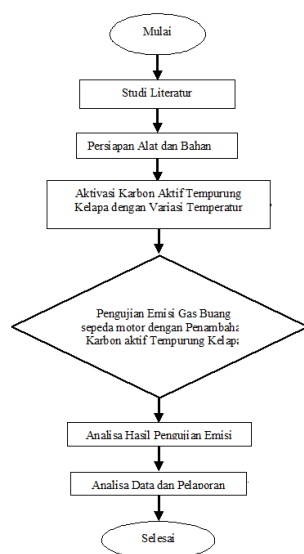 Mulai
Studi Literatur
Persiapan Alat dan Bahan
Aktivasi Karbon Aktif Tempurung
Kelapa dengan Variasi Temperatur
Pengujian Emisi Gas Buang
sepeda motor dengan Penambaha
Karbon aktif Tempurung Kelapa
Analisa Hasil Pengujian Emisi
Analisa Data dan Pelaporan
Selesai